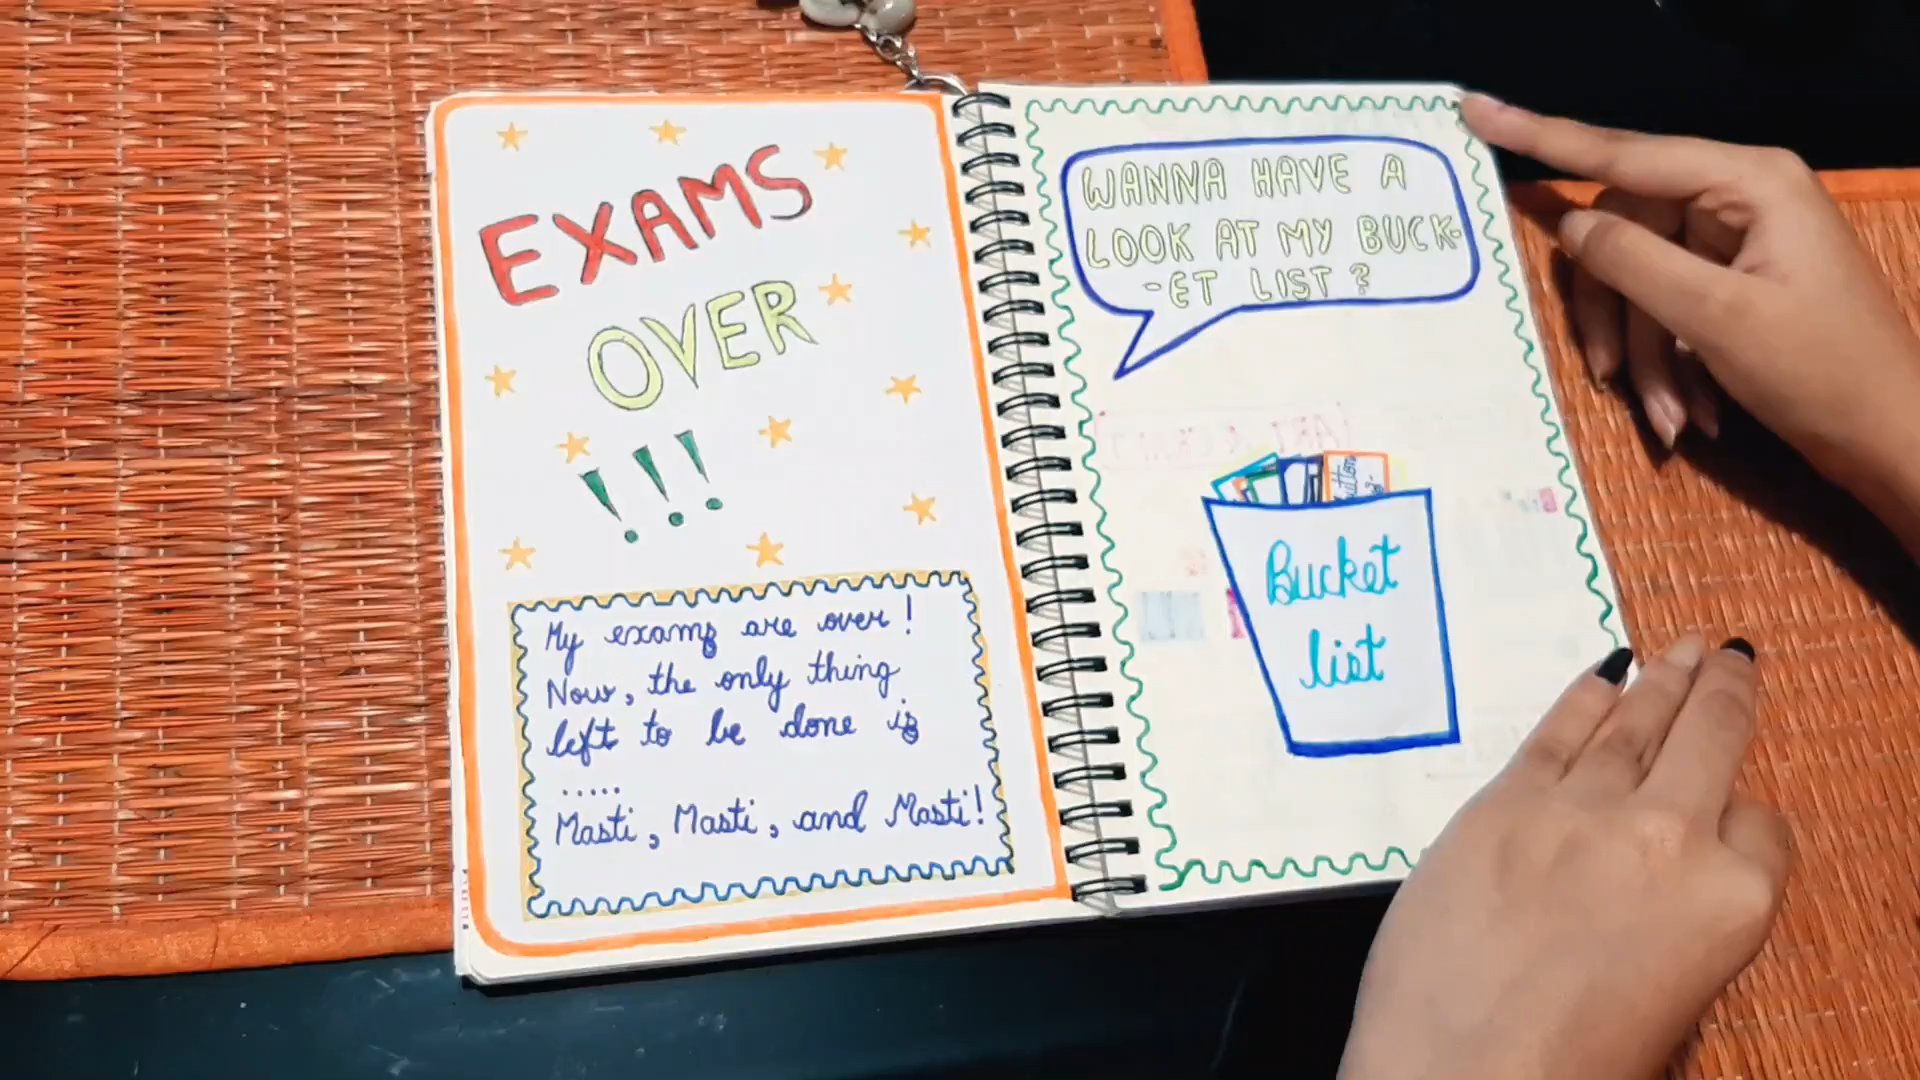 EXAMS
OVER
!!!
My exams are over!
Now, the only thing
left to be done is
.....
Masti, Masti, and Masti!
WANNA HAVE A
LOOK AT MY BUCK-
-ET LIST?
Bucket
list